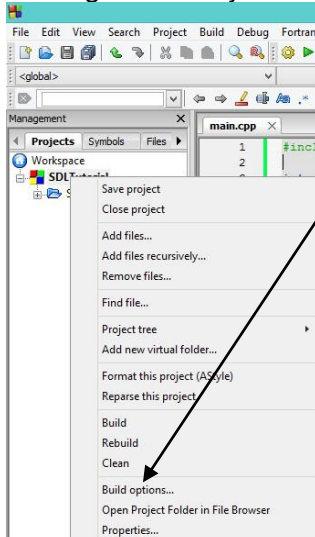 File Edit View Search Project Build Debug Fortran
<global>
Management X
main.cpp X
Projects Symbols Files
Workspace
1 #incl
2
SDLTutorial
S
Save project
Close project
Add files...
Add files recursively...
Remove files...
Find file...
Project tree
Add new virtual folder...
Format this project (AStyle)
Reparse this project
Build
Rebuild
Clean
Build options...
Open Project Folder in File Browser
Properties...